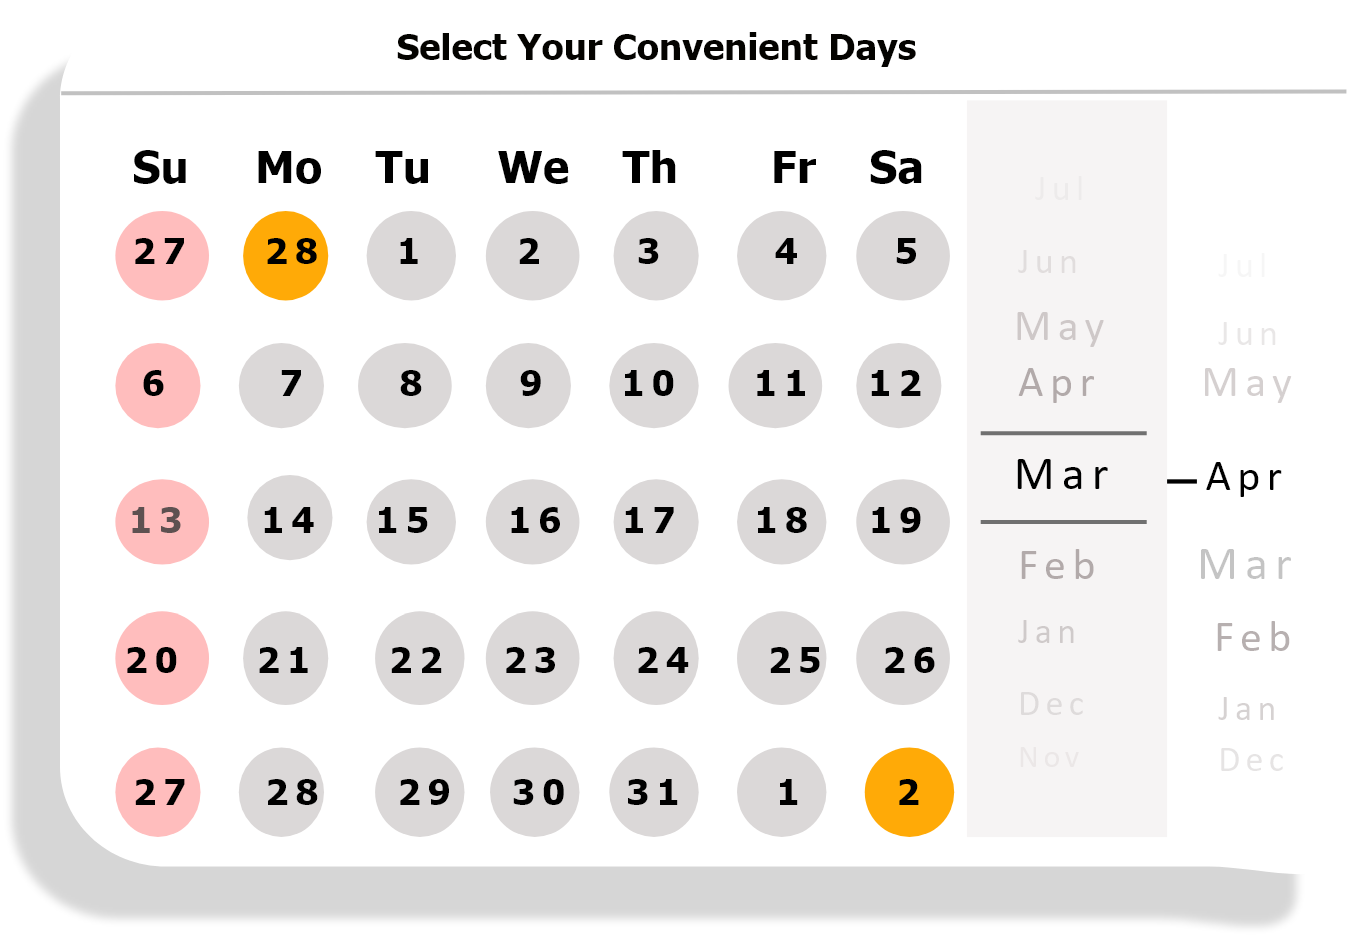 Select Your Convenient Days
Su Mo Tu We Th Fr Sa
27 28 1 2 3 4 5
6 7 8 9 10 11 12
13 14 15 16 17 18 19
20 21 22 23 24 25 26
27 28 29 30 31 1 2
Jul
Jun
May
Apr
Mar
Feb
Jan
Dec
Nov
Jul
Jun
May
– Apr
Mar
Feb
Jan
Dec